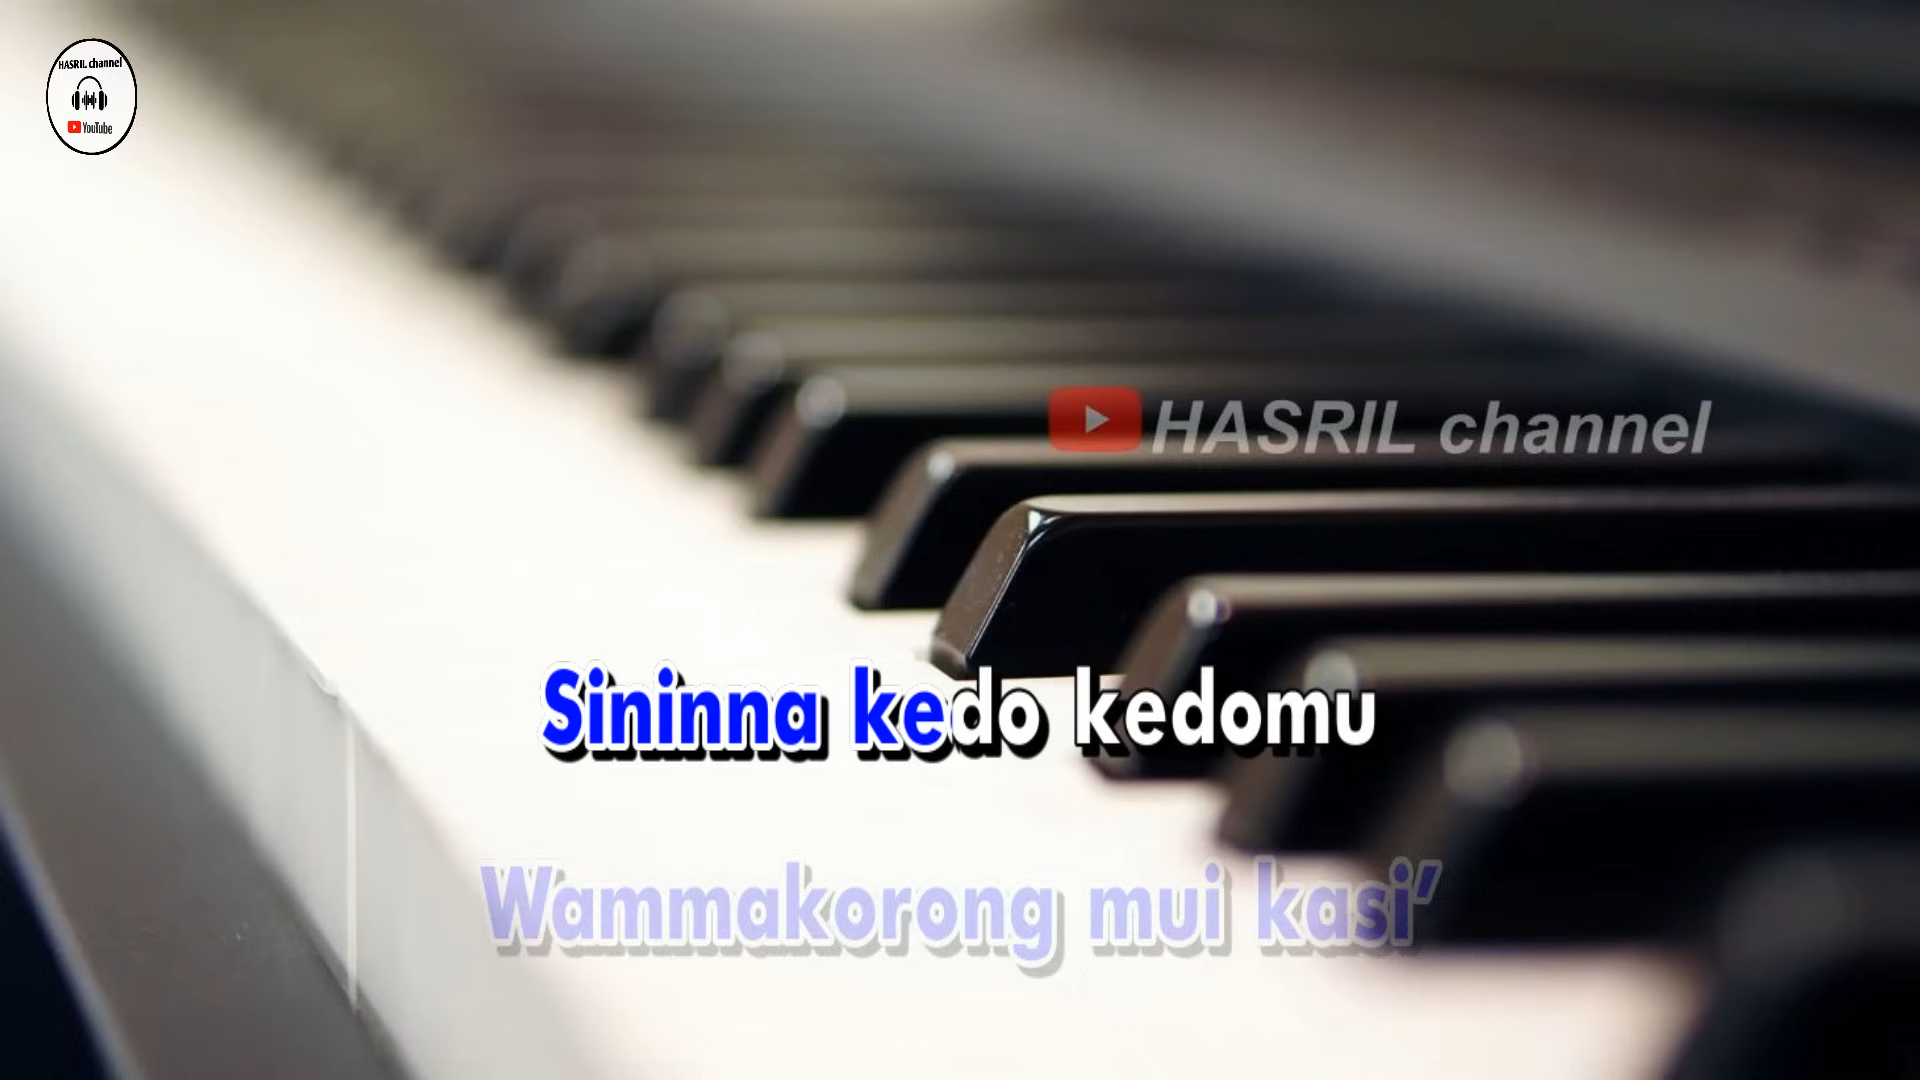 HASRIL channel
YouTube
HASRIL channel
Sininna kedo kedomu
Wammakorong mui kasi’